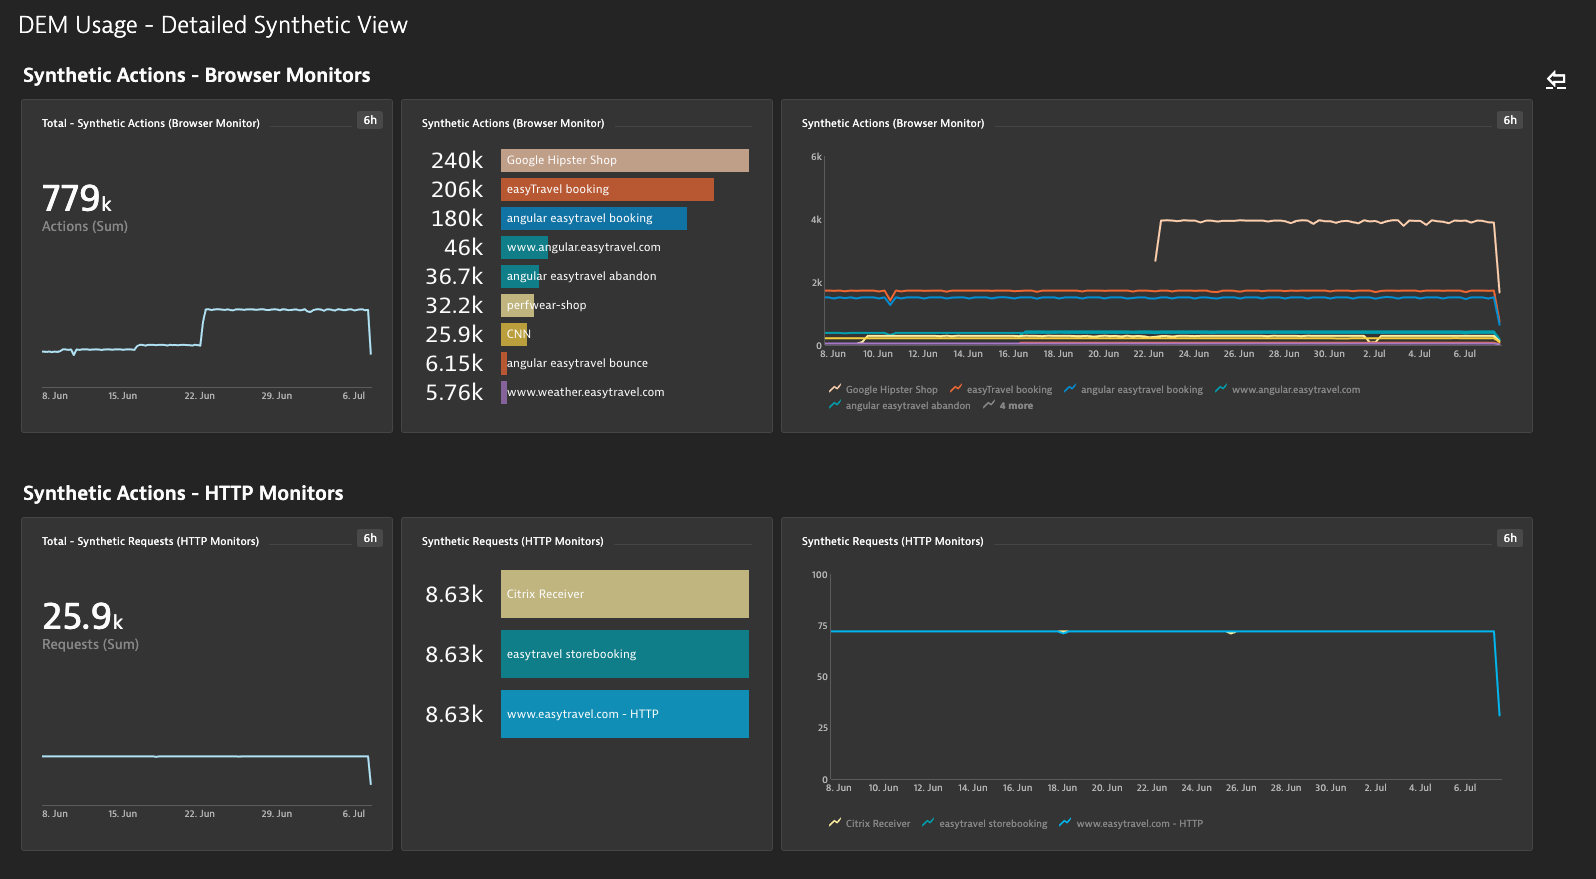 DEM Usage - Detailed Synthetic View
Synthetic Actions - Browser Monitors
Total - Synthetic Actions (Browser Monitor)
6h
779k
Actions (Sum)
8. Jun 15. Jun 22. Jun 29. Jun 6. Jul
Synthetic Actions (Browser Monitor)
240k Google Hipster Shop
206k easyTravel booking
180k angular easytravel booking
46k www.angular.easytravel.com
36.7k angular easytravel abandon
32.2k perfwear-shop
25.9k CNN
6.15k angular easytravel bounce
5.76k www.weather.easytravel.com
Synthetic Actions (Browser Monitor)
6h
6k
4k
2k
0
8. Jun 10. Jun 12. Jun 14. Jun 16. Jun 18. Jun 20. Jun 22. Jun 24. Jun 26. Jun 28. Jun 30. Jun 2. Jul 4. Jul 6. Jul
Google Hipster Shop easyTravel booking angular easytravel booking www.angular.easytravel.com
angular easytravel abandon 4 more
Synthetic Actions - HTTP Monitors
Total - Synthetic Requests (HTTP Monitors)
6h
25.9k
Requests (Sum)
8. Jun 15. Jun 22. Jun 29. Jun 6. Jul
Synthetic Requests (HTTP Monitors)
8.63k Citrix Receiver
8.63k easytravel storebooking
8.63k www.easytravel.com - HTTP
Synthetic Requests (HTTP Monitors)
6h
100
75
50
25
0
8. Jun 10. Jun 12. Jun 14. Jun 16. Jun 18. Jun 20. Jun 22. Jun 24. Jun 26. Jun 28. Jun 30. Jun 2. Jul 4. Jul 6. Jul
Citrix Receiver easytravel storebooking www.easytravel.com - HTTP